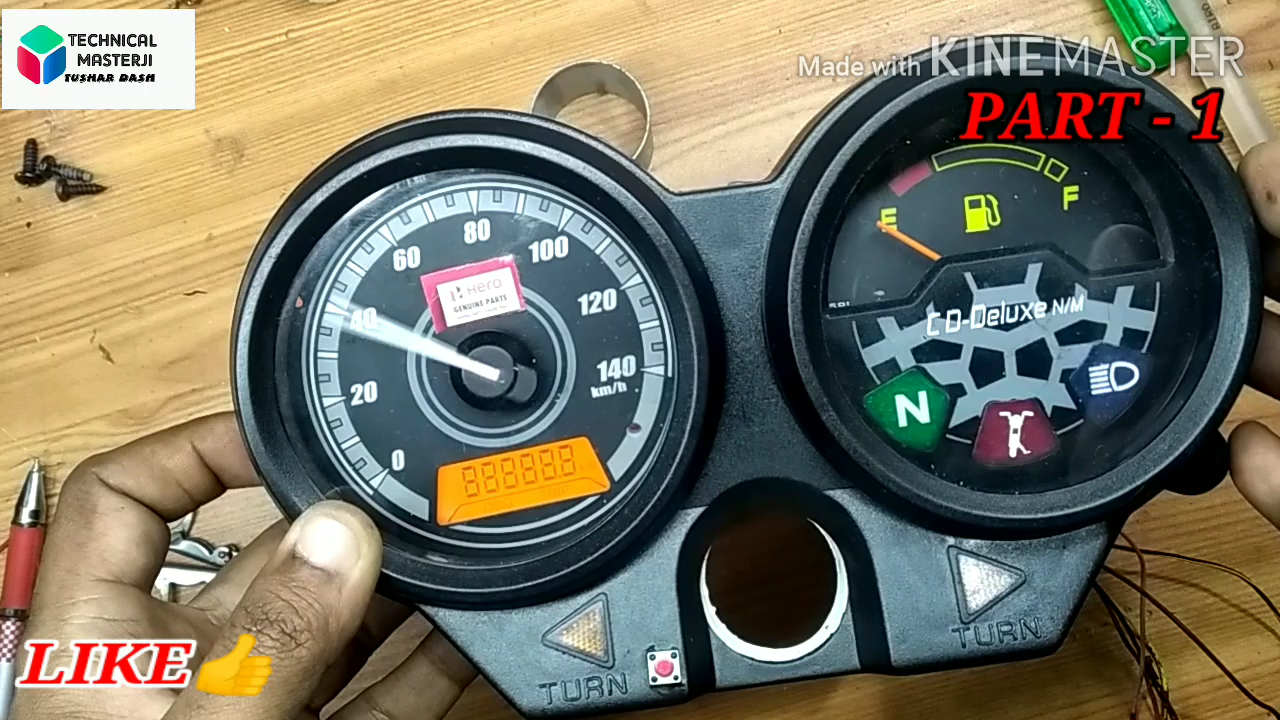 TECHNICAL
MASTERJI
TUSHAR DASH
Made with KINEMASTER
PART - 1
0
20
40
60
80
100
120
140
km/h
Hero
GENUINE PARTS
888888
E
F
CD-Deluxe N/M
N
TURN
TURN
LIKE